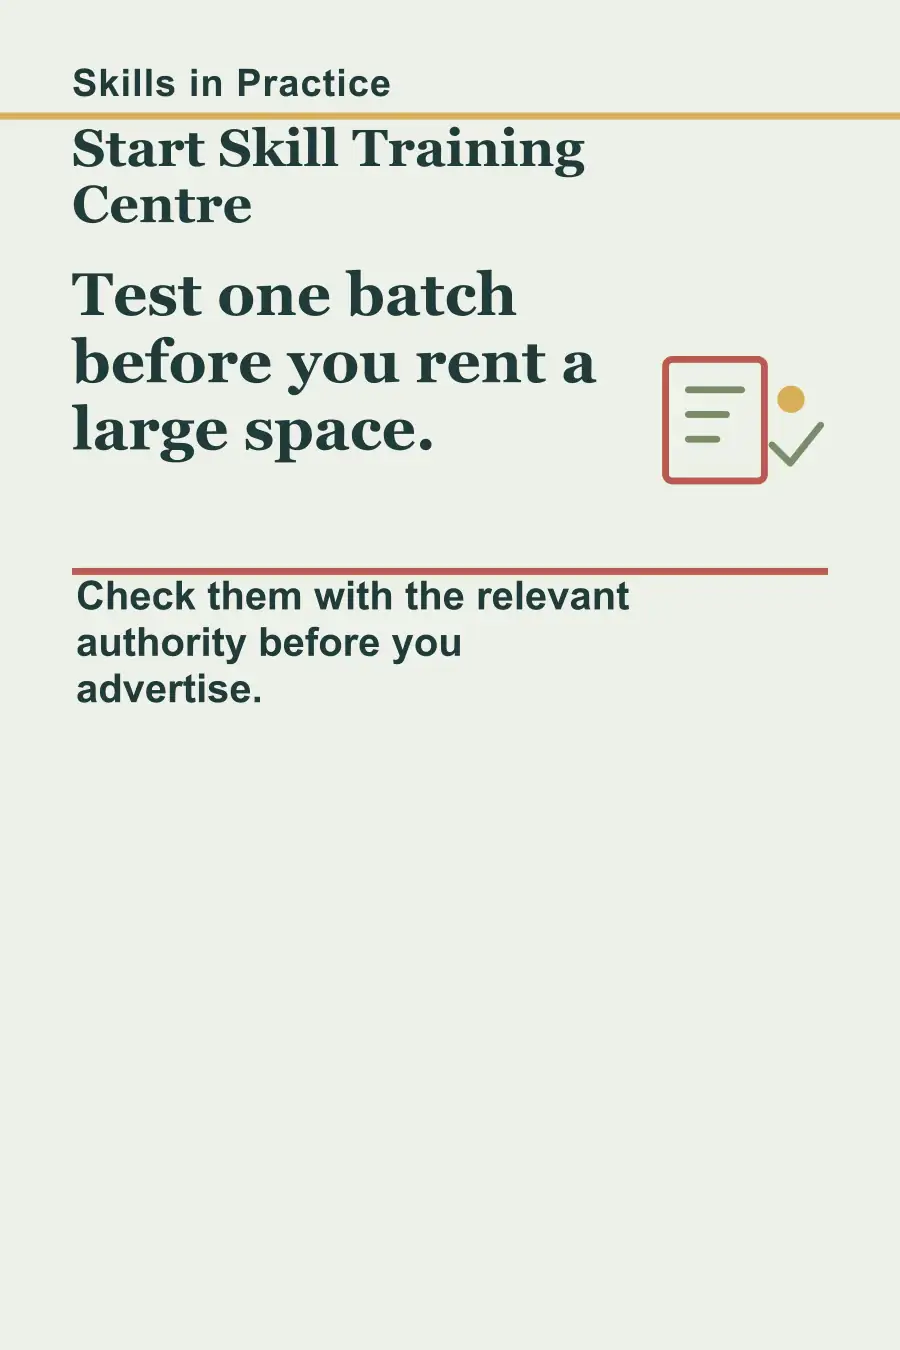 Skills in Practice
Start Skill Training
Centre
Test one batch
before you rent a
large space.
Check them with the relevant
authority before you
advertise.